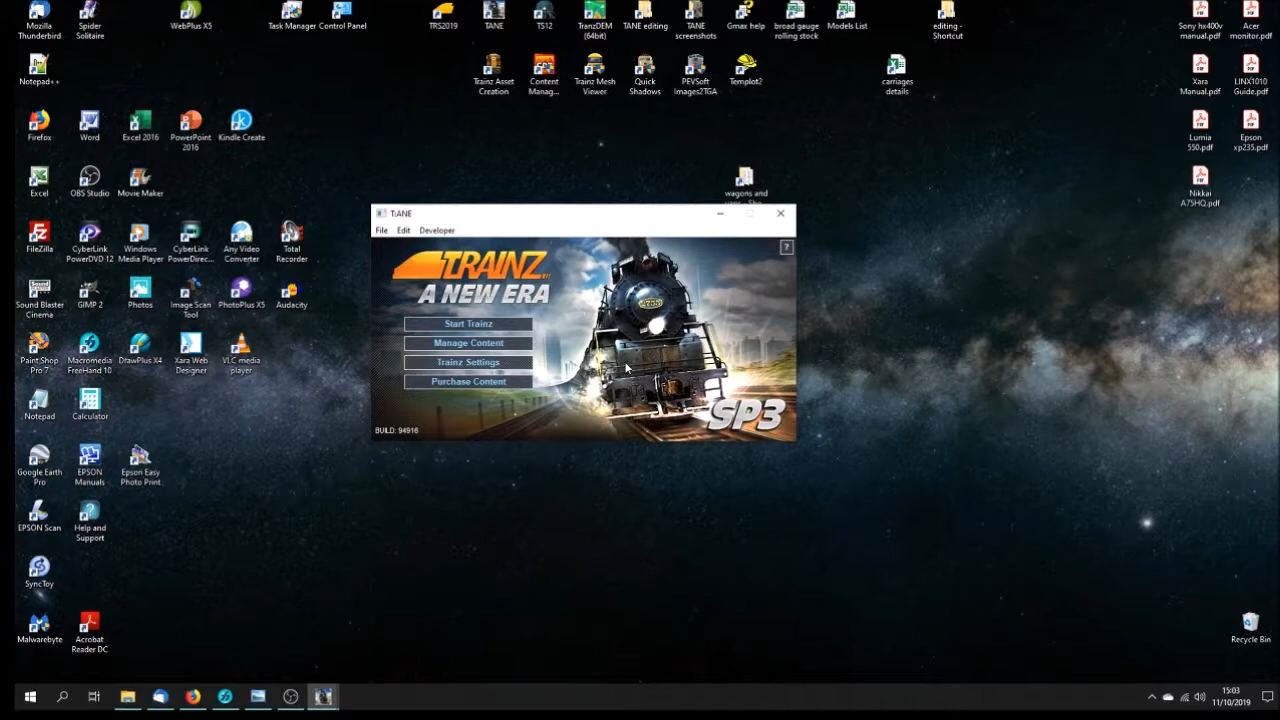 Mozilla
Thunderbird
Spider
Solitaire
WebPlus X5
Task Manager
Control Panel
TRS2019
TANE
TS12
TranzDEM
(64bit)
TANE editing
TANE
screenshots
Gmax help
broad gauge
rolling stock
Models List
editing -
Shortcut
Sony hx400v
manual.pdf
Acer
monitor.pdf
Notepad++
Trainz Asset
Creation
Content
Manag...
Trainz Mesh
Viewer
Quick
Shadows
PEVSoft
Images2TGA
Templot2
carriages
details
Xara
Manual.pdf
LINX1010
Guide.pdf
Firefox
Word
Excel 2016
PowerPoint
2016
Kindle Create
Lumia
550.pdf
Epson
xp235.pdf
Excel
OBS Studio
Movie Maker
wagons and
Nikkai
A75HQ.pdf
T:ANE
File Edit Developer
?
TRAINZ
A NEW ERA
Start Trainz
Manage Content
Trainz Settings
Purchase Content
SP3
BUILD: 94916
FileZilla
CyberLink
PowerDVD 12
Windows
Media Player
CyberLink
PowerDirec...
Any Video
Converter
Total
Recorder
Sound Blaster
Cinema
GIMP 2
Photos
Image Scan
Tool
PhotoPlus X5
Audacity
Paint Shop
Pro 7
Macromedia
FreeHand 10
DrawPlus X4
Xara Web
Designer
VLC media
player
Notepad
Calculator
Google Earth
Pro
EPSON
Manuals
Epson Easy
Photo Print
EPSON Scan
Help and
Support
SyncToy
Malwarebyte
Acrobat
Reader DC
Recycle Bin
15:03
11/10/2019